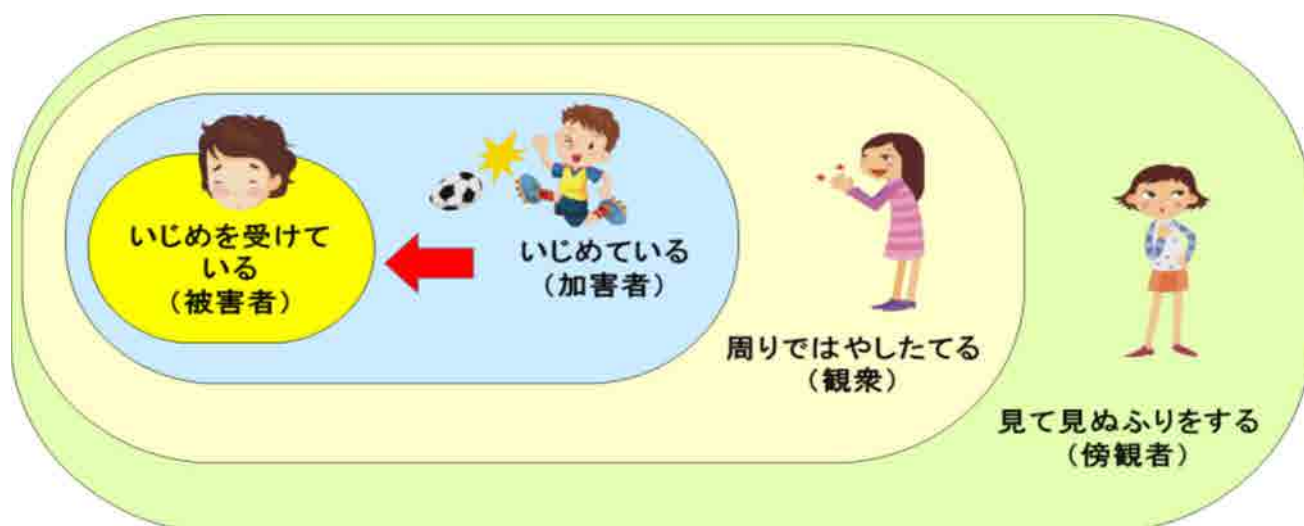 いじめを受けて
いる
（被害者）
いじめている
（加害者）
周りではやしたてる
（観衆）
見て見ぬふりをする
（傍観者）